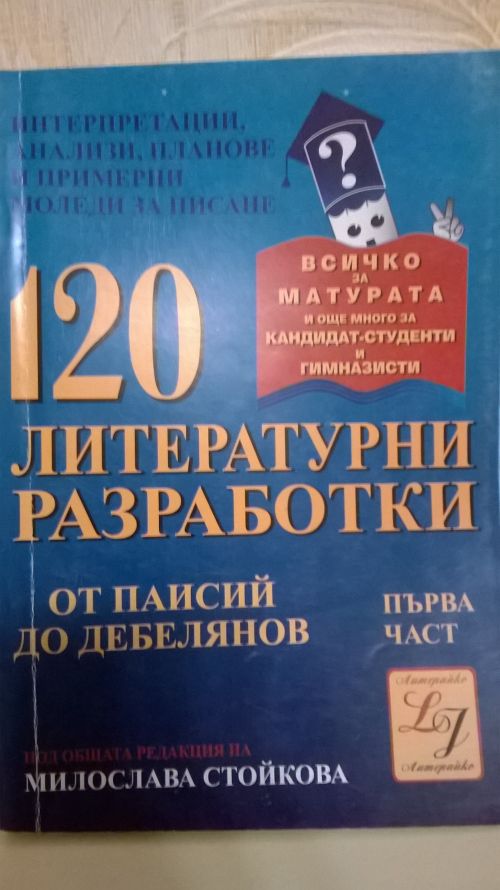 ИНТЕРПРЕТАЦИИ,
АНАЛИЗИ, ПЛАНОВЕ
И ПРИМЕРНИ
МОДЕЛИ ЗА ПИСАНЕ
?
ВСИЧКО
ЗА
МАТУРАТА
И ОЩЕ МНОГО ЗА
КАНДИДАТ-СТУДЕНТИ
И
ГИМНАЗИСТИ
120
ЛИТЕРАТУРНИ
РАЗРАБОТКИ
ОТ ПАИСИЙ
ДО ДЕБЕЛЯНОВ
ПЪРВА
ЧАСТ
Литерайко
LJ
Литерайко
ПОД ОБЩАТА РЕДАКЦИЯ НА
МИЛОСЛАВА СТОЙКОВА